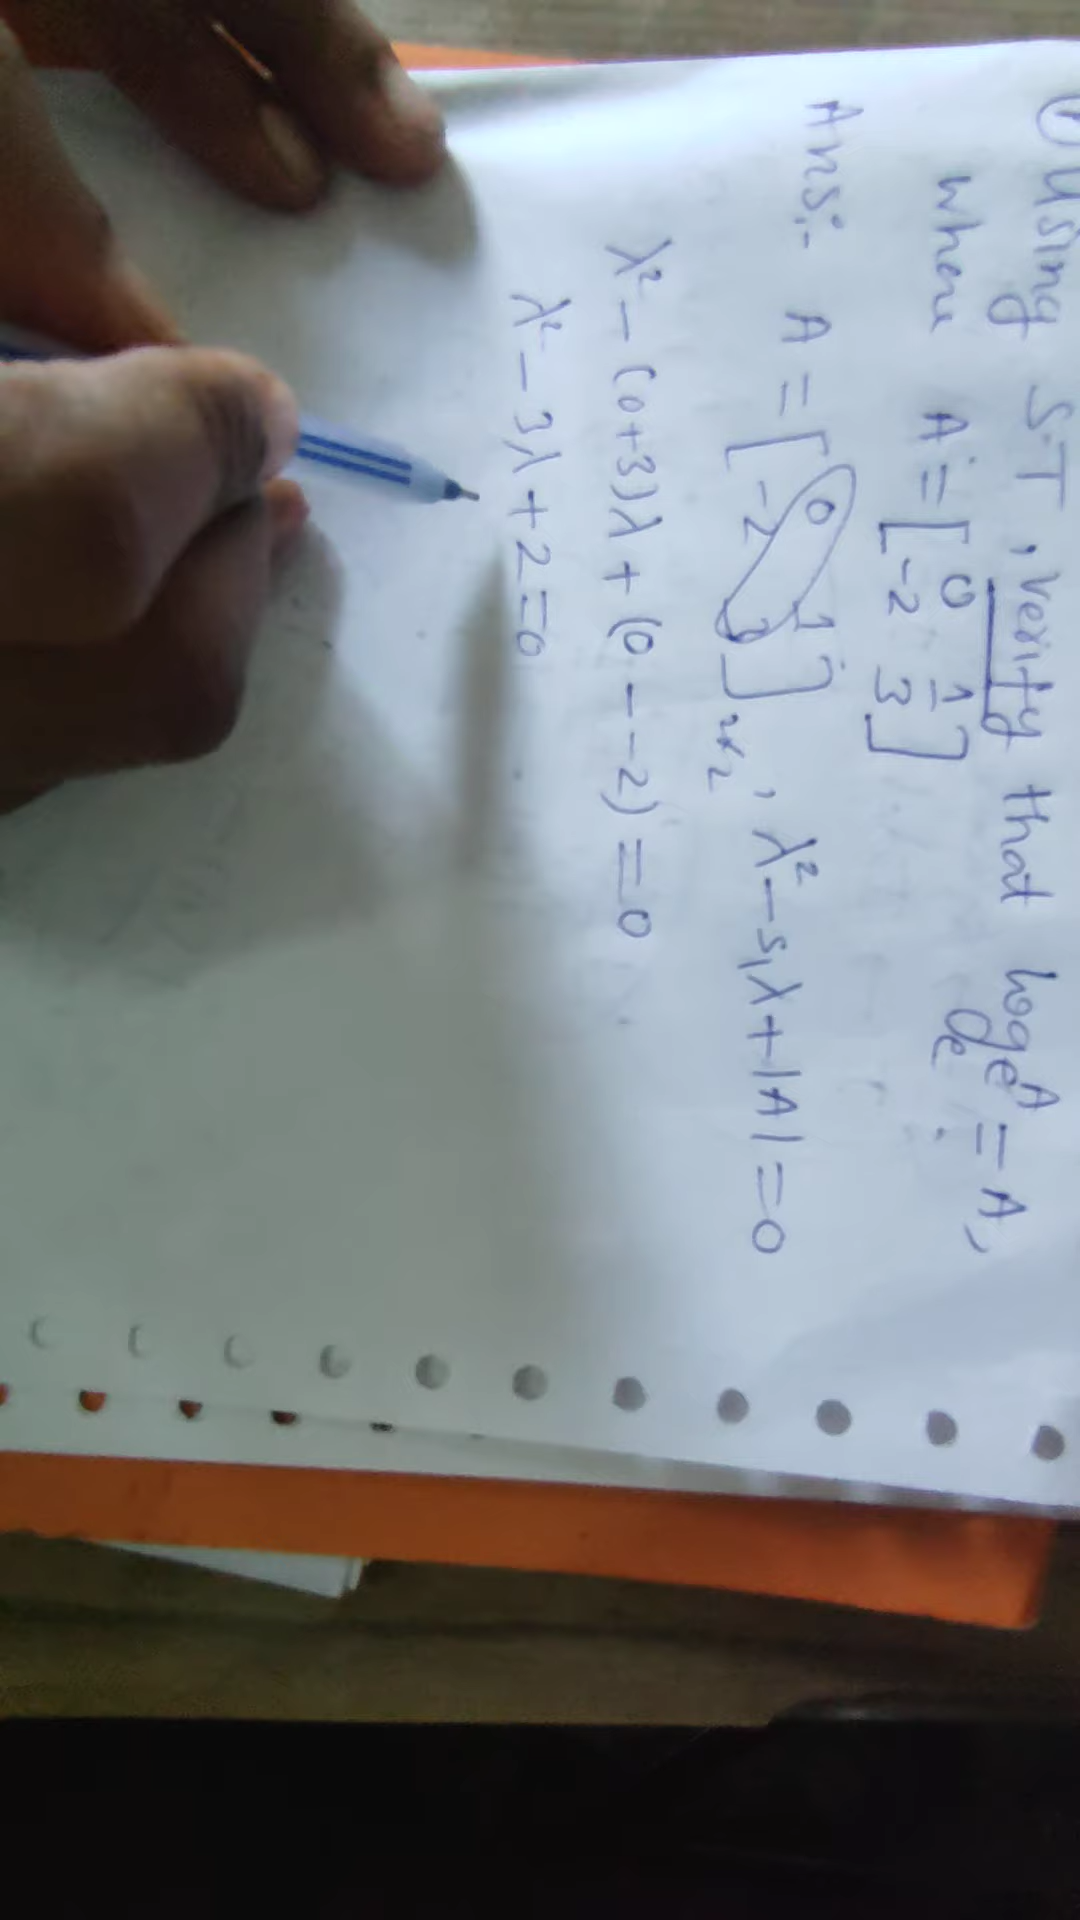 ① Using S.T, Verify that log_e e^A = A,
where A = [0 1
-2 3]
Ans:- A = [0 1
-2 3]2×2 , λ² - s₁λ + |A| = 0
λ² - (0+3)λ + (0 - -2) = 0
λ² - 3λ + 2 = 0